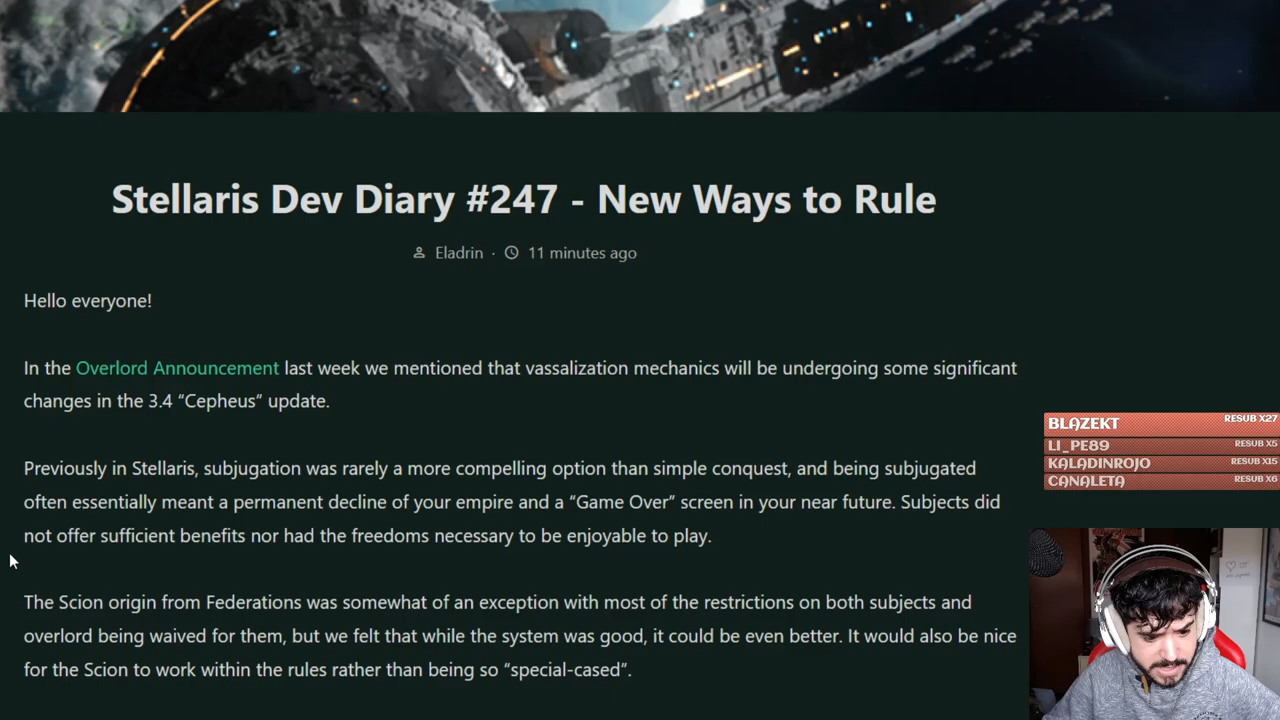 Stellaris Dev Diary #247 - New Ways to Rule
Eladrin · 11 minutes ago
Hello everyone!
In the Overlord Announcement last week we mentioned that vassalization mechanics will be undergoing some significant
changes in the 3.4 “Cepheus” update.
Previously in Stellaris, subjugation was rarely a more compelling option than simple conquest, and being subjugated
often essentially meant a permanent decline of your empire and a “Game Over” screen in your near future. Subjects did
not offer sufficient benefits nor had the freedoms necessary to be enjoyable to play.
The Scion origin from Federations was somewhat of an exception with most of the restrictions on both subjects and
overlord being waived for them, but we felt that while the system was good, it could be even better. It would also be nice
for the Scion to work within the rules rather than being so “special-cased”.
BLAZEKT RESUB X27
LI_PE89 RESUB X5
KALADINROJO RESUB X15
CANALETA RESUB X6